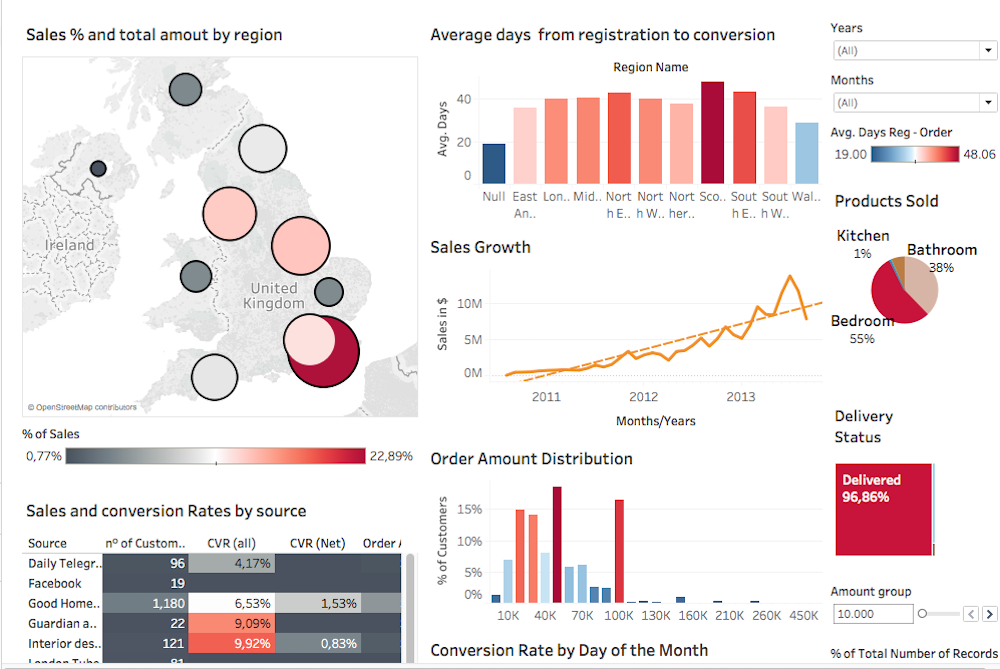 Sales % and total amout by region
Ireland
United
Kingdom
© OpenStreetMap contributors
% of Sales
0,77%
22,89%
Sales and conversion Rates by source
Source nº of Custom.. CVR (all) CVR (Net) Order
Daily Telegr.. 96 4,17%
Facebook 19
Good Home.. 1,180 6,53% 1,53%
Guardian a.. 22 9,09%
Interior des.. 121 9,92% 0,83%
London Tube 81
Average days from registration to conversion
Region Name
Avg. Days
40
20
0
Null East Lon.. Mid.. Nort Nort Nort Sco.. Sout Sout Wal..
An.. h E.. h W.. her.. h E.. h W..
Sales Growth
Sales in $
10M
5M
0M
2011 2012 2013
Months/Years
Order Amount Distribution
% of Customers
15%
10%
5%
0%
10K 40K 70K 100K 130K 160K 210K 260K 450K
Conversion Rate by Day of the Month
Years
(All)
Months
(All)
Avg. Days Reg - Order
19.00 48.06
Products Sold
Kitchen
1%
Bathroom
38%
Bedroom
55%
Delivery
Status
Delivered
96,86%
Amount group
10.000
% of Total Number of Records